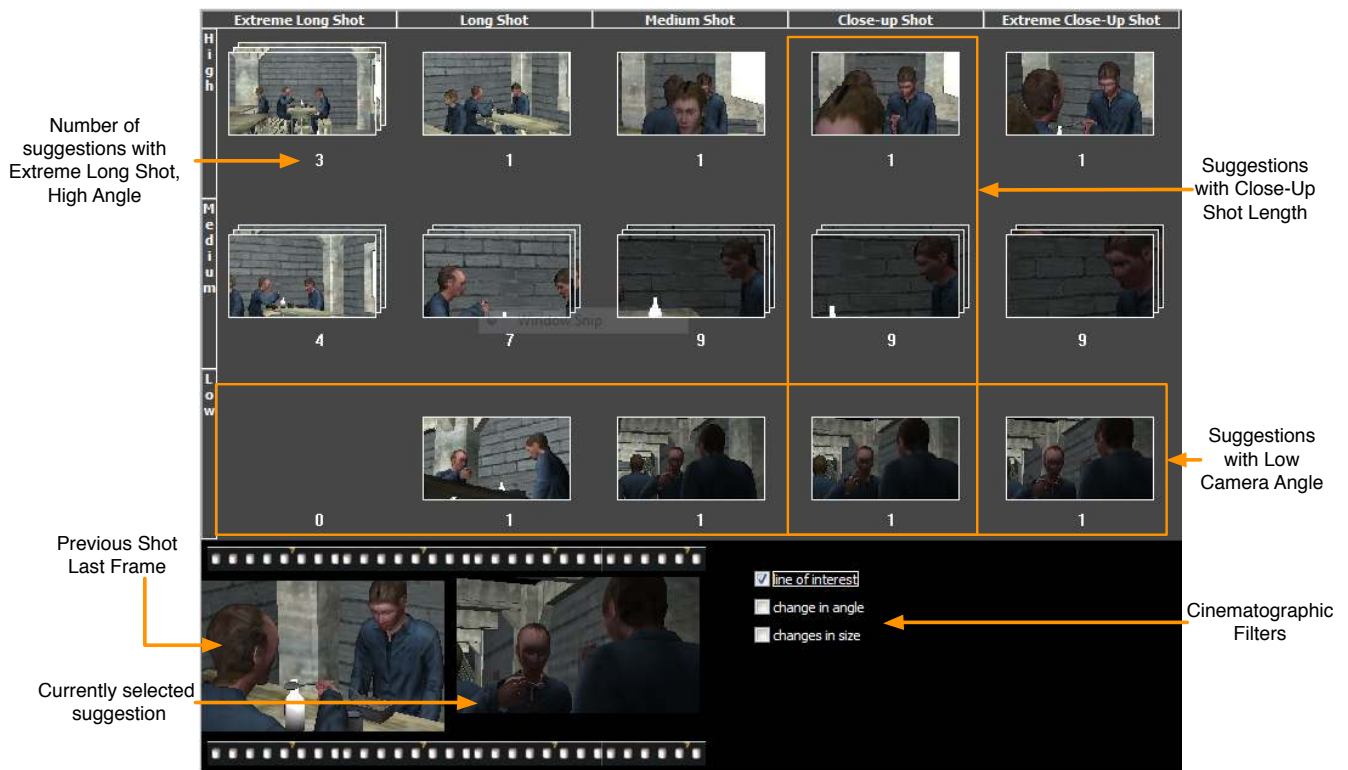 Extreme Long Shot Long Shot Medium Shot Close-up Shot Extreme Close-Up Shot
High
3 1 1 1 1
Medium
Window Snip
4 7 9 9 9
Low
0 1 1 1 1
Number of
suggestions with
Extreme Long Shot,
High Angle
Suggestions
with Close-Up
Shot Length
Suggestions
with Low
Camera Angle
Previous Shot
Last Frame
line of interest
change in angle
changes in size
Cinematographic
Filters
Currently selected
suggestion